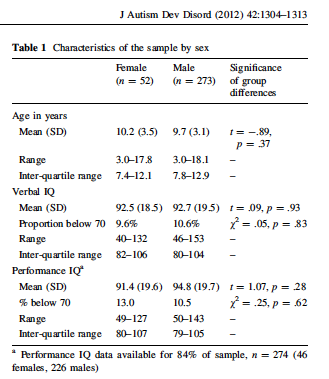 J Autism Dev Disord (2012) 42:1304–1313
Table 1 Characteristics of the sample by sex
Female (n = 52) Male (n = 273) Significance of group differences
Age in years
Mean (SD) 10.2 (3.5) 9.7 (3.1) t = −.89, p = .37
Range 3.0–17.8 3.0–18.1 –
Inter-quartile range 7.4–12.1 7.8–12.9 –
Verbal IQ
Mean (SD) 92.5 (18.5) 92.7 (19.5) t = .09, p = .93
Proportion below 70 9.6% 10.6% χ² = .05, p = .83
Range 40–132 46–153 –
Inter-quartile range 82–106 80–104 –
Performance IQᵃ
Mean (SD) 91.4 (19.6) 94.8 (19.7) t = 1.07, p = .28
% below 70 13.0 10.5 χ² = .25, p = .62
Range 49–127 50–143 –
Inter-quartile range 80–107 79–105 –
ᵃ Performance IQ data available for 84% of sample, n = 274 (46
females, 226 males)